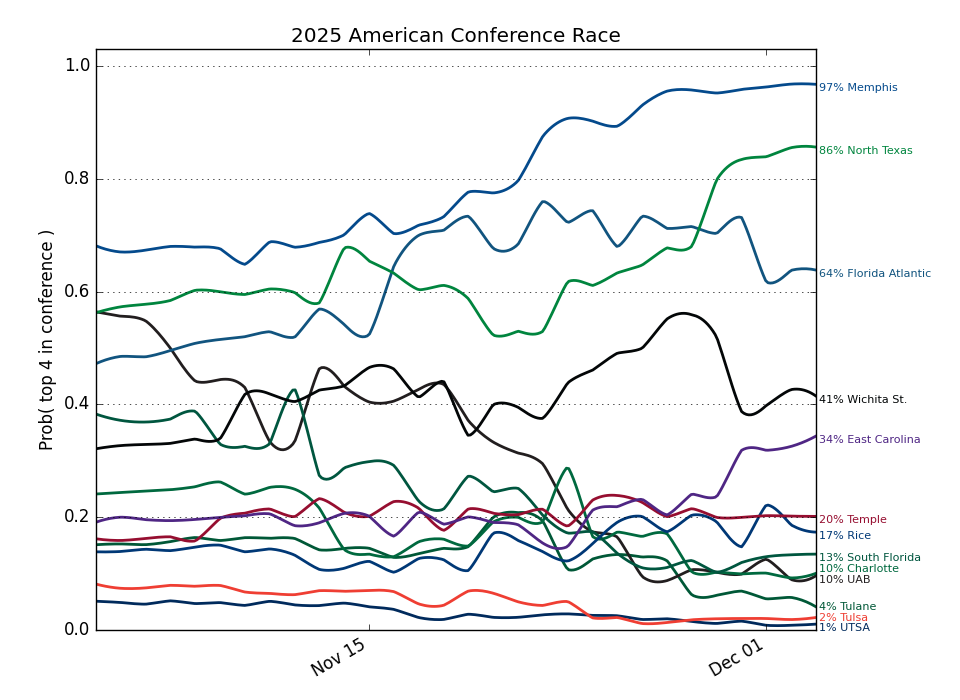 2025 American Conference Race
Prob( top 4 in conference )
1.0
0.8
0.6
0.4
0.2
0.0
Nov 15
Dec 01
97% Memphis
86% North Texas
64% Florida Atlantic
41% Wichita St.
34% East Carolina
20% Temple
17% Rice
13% South Florida
10% Charlotte
10% UAB
4% Tulane
2% Tulsa
1% UTSA